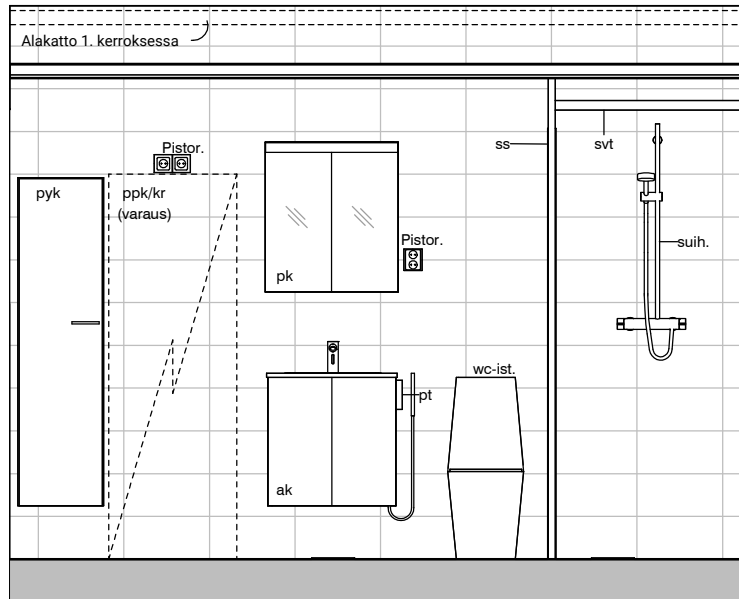 Alakatto 1. kerroksessa
Pistor.
ss
svt
pyk
ppk/kr
(varaus)
Pistor.
suih.
pk
wc-ist.
pt
ak